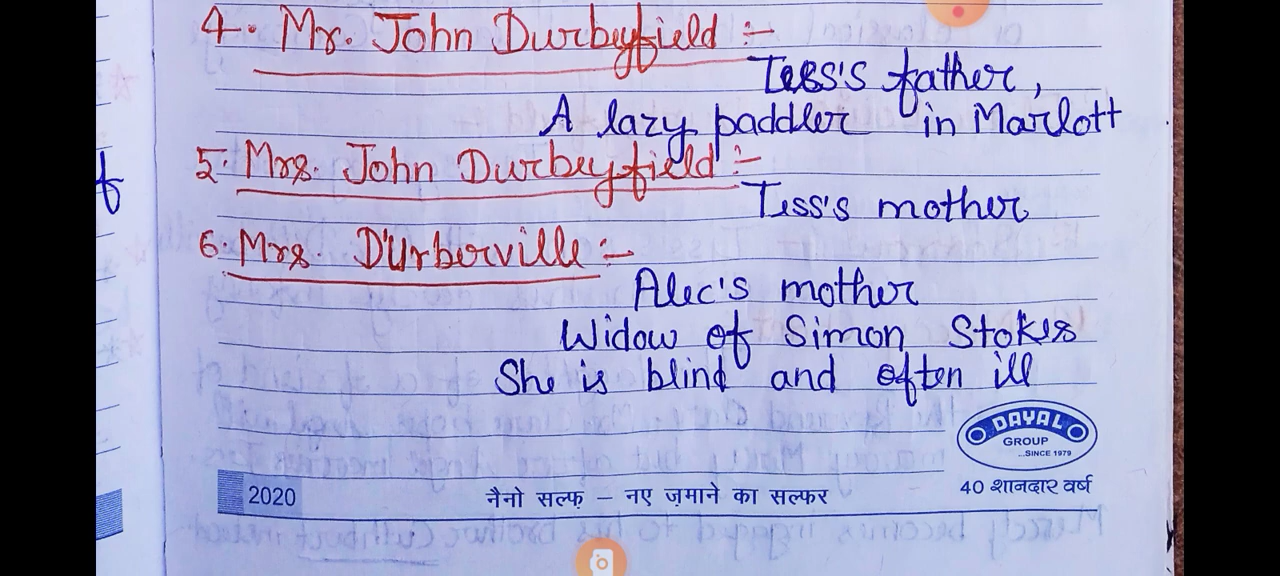 4. Mr. John Durbeyfield :-
Tess's father,
A lazy paddler in Marlott
5. Mrs. John Durbeyfield :-
Tess's mother
6. Mrs. D'Urberville :-
Alec's mother
Widow of Simon Stokes
She is blind and often ill
DAYAL
GROUP
...SINCE 1979
2020 नैनो सल्फ़ – नए ज़माने का सल्फर 40 शानदार वर्ष